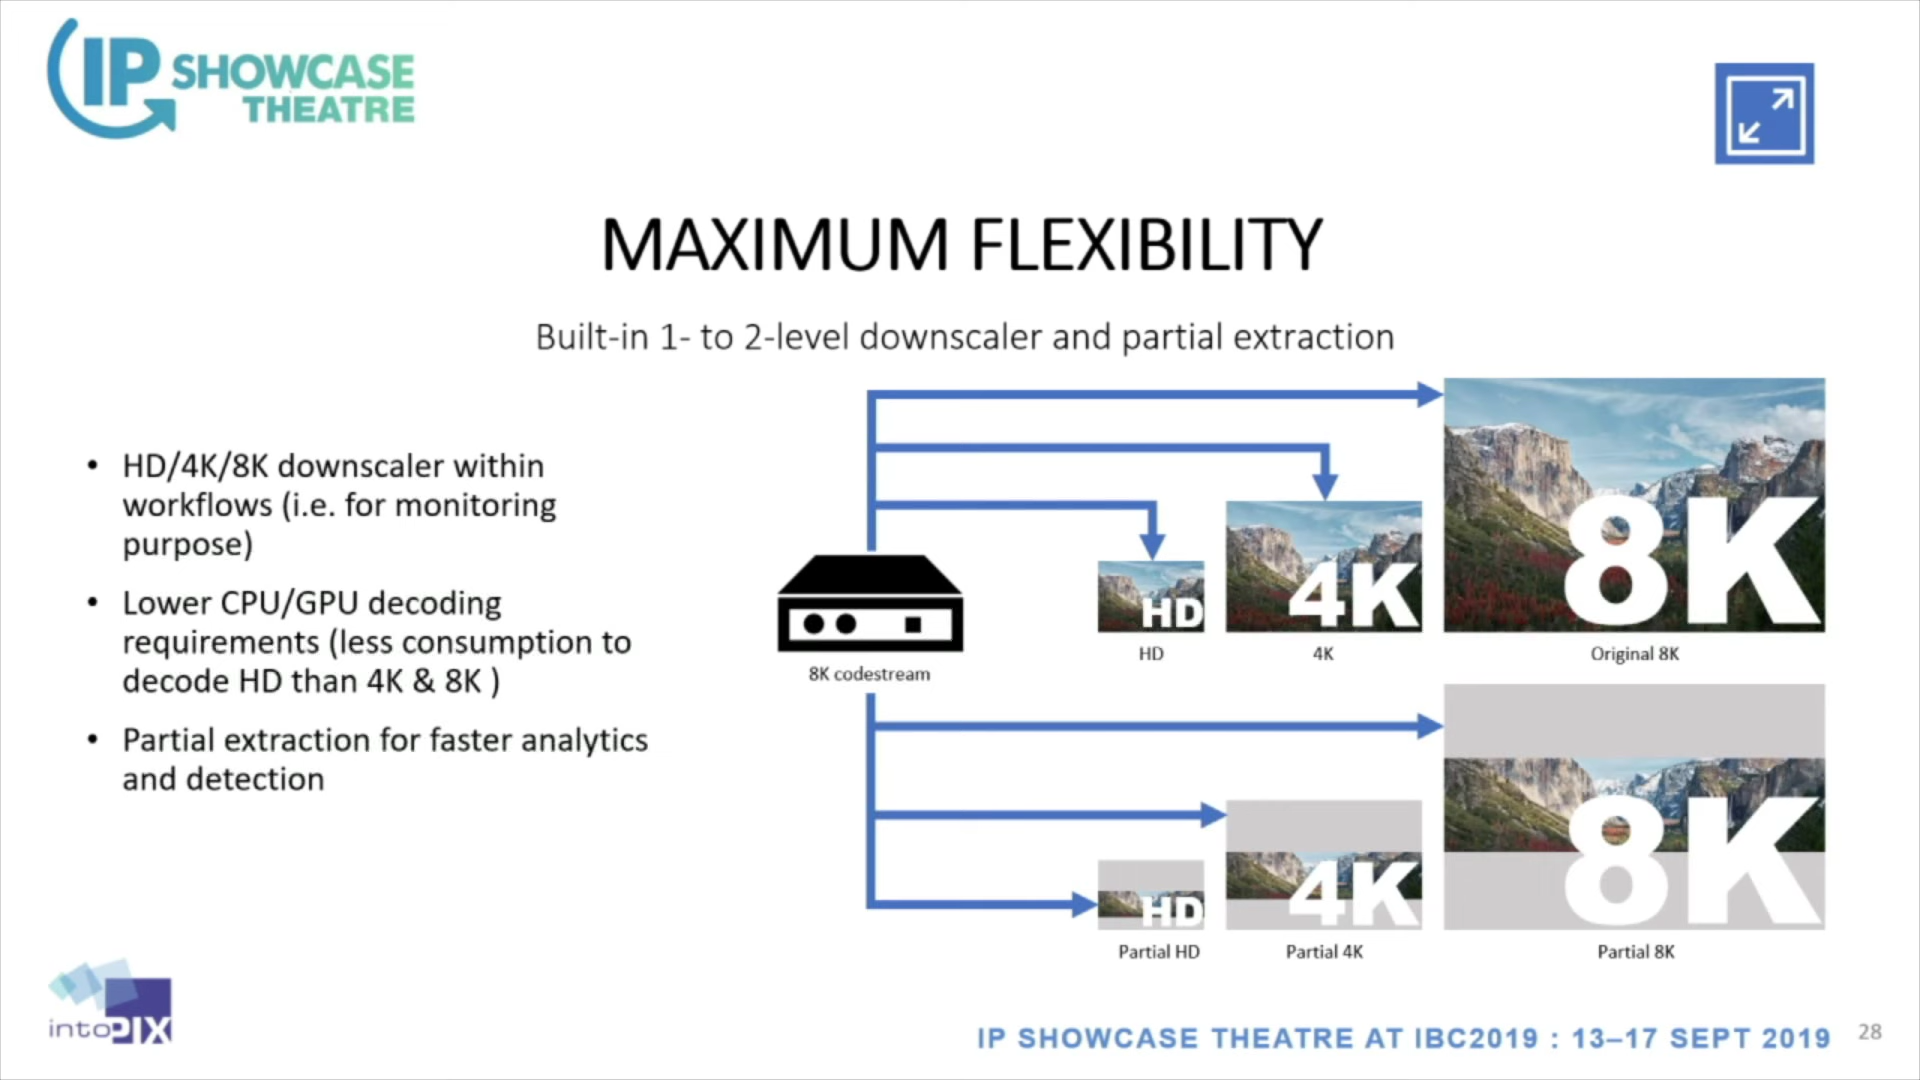 IP SHOWCASE
THEATRE
MAXIMUM FLEXIBILITY
Built-in 1- to 2-level downscaler and partial extraction
• HD/4K/8K downscaler within
workflows (i.e. for monitoring
purpose)
• Lower CPU/GPU decoding
requirements (less consumption to
decode HD than 4K & 8K )
• Partial extraction for faster analytics
and detection
8K codestream
HD
4K
8K
HD
4K
Original 8K
HD
4K
8K
Partial HD
Partial 4K
Partial 8K
intoPIX
IP SHOWCASE THEATRE AT IBC2019 : 13–17 SEPT 2019
28